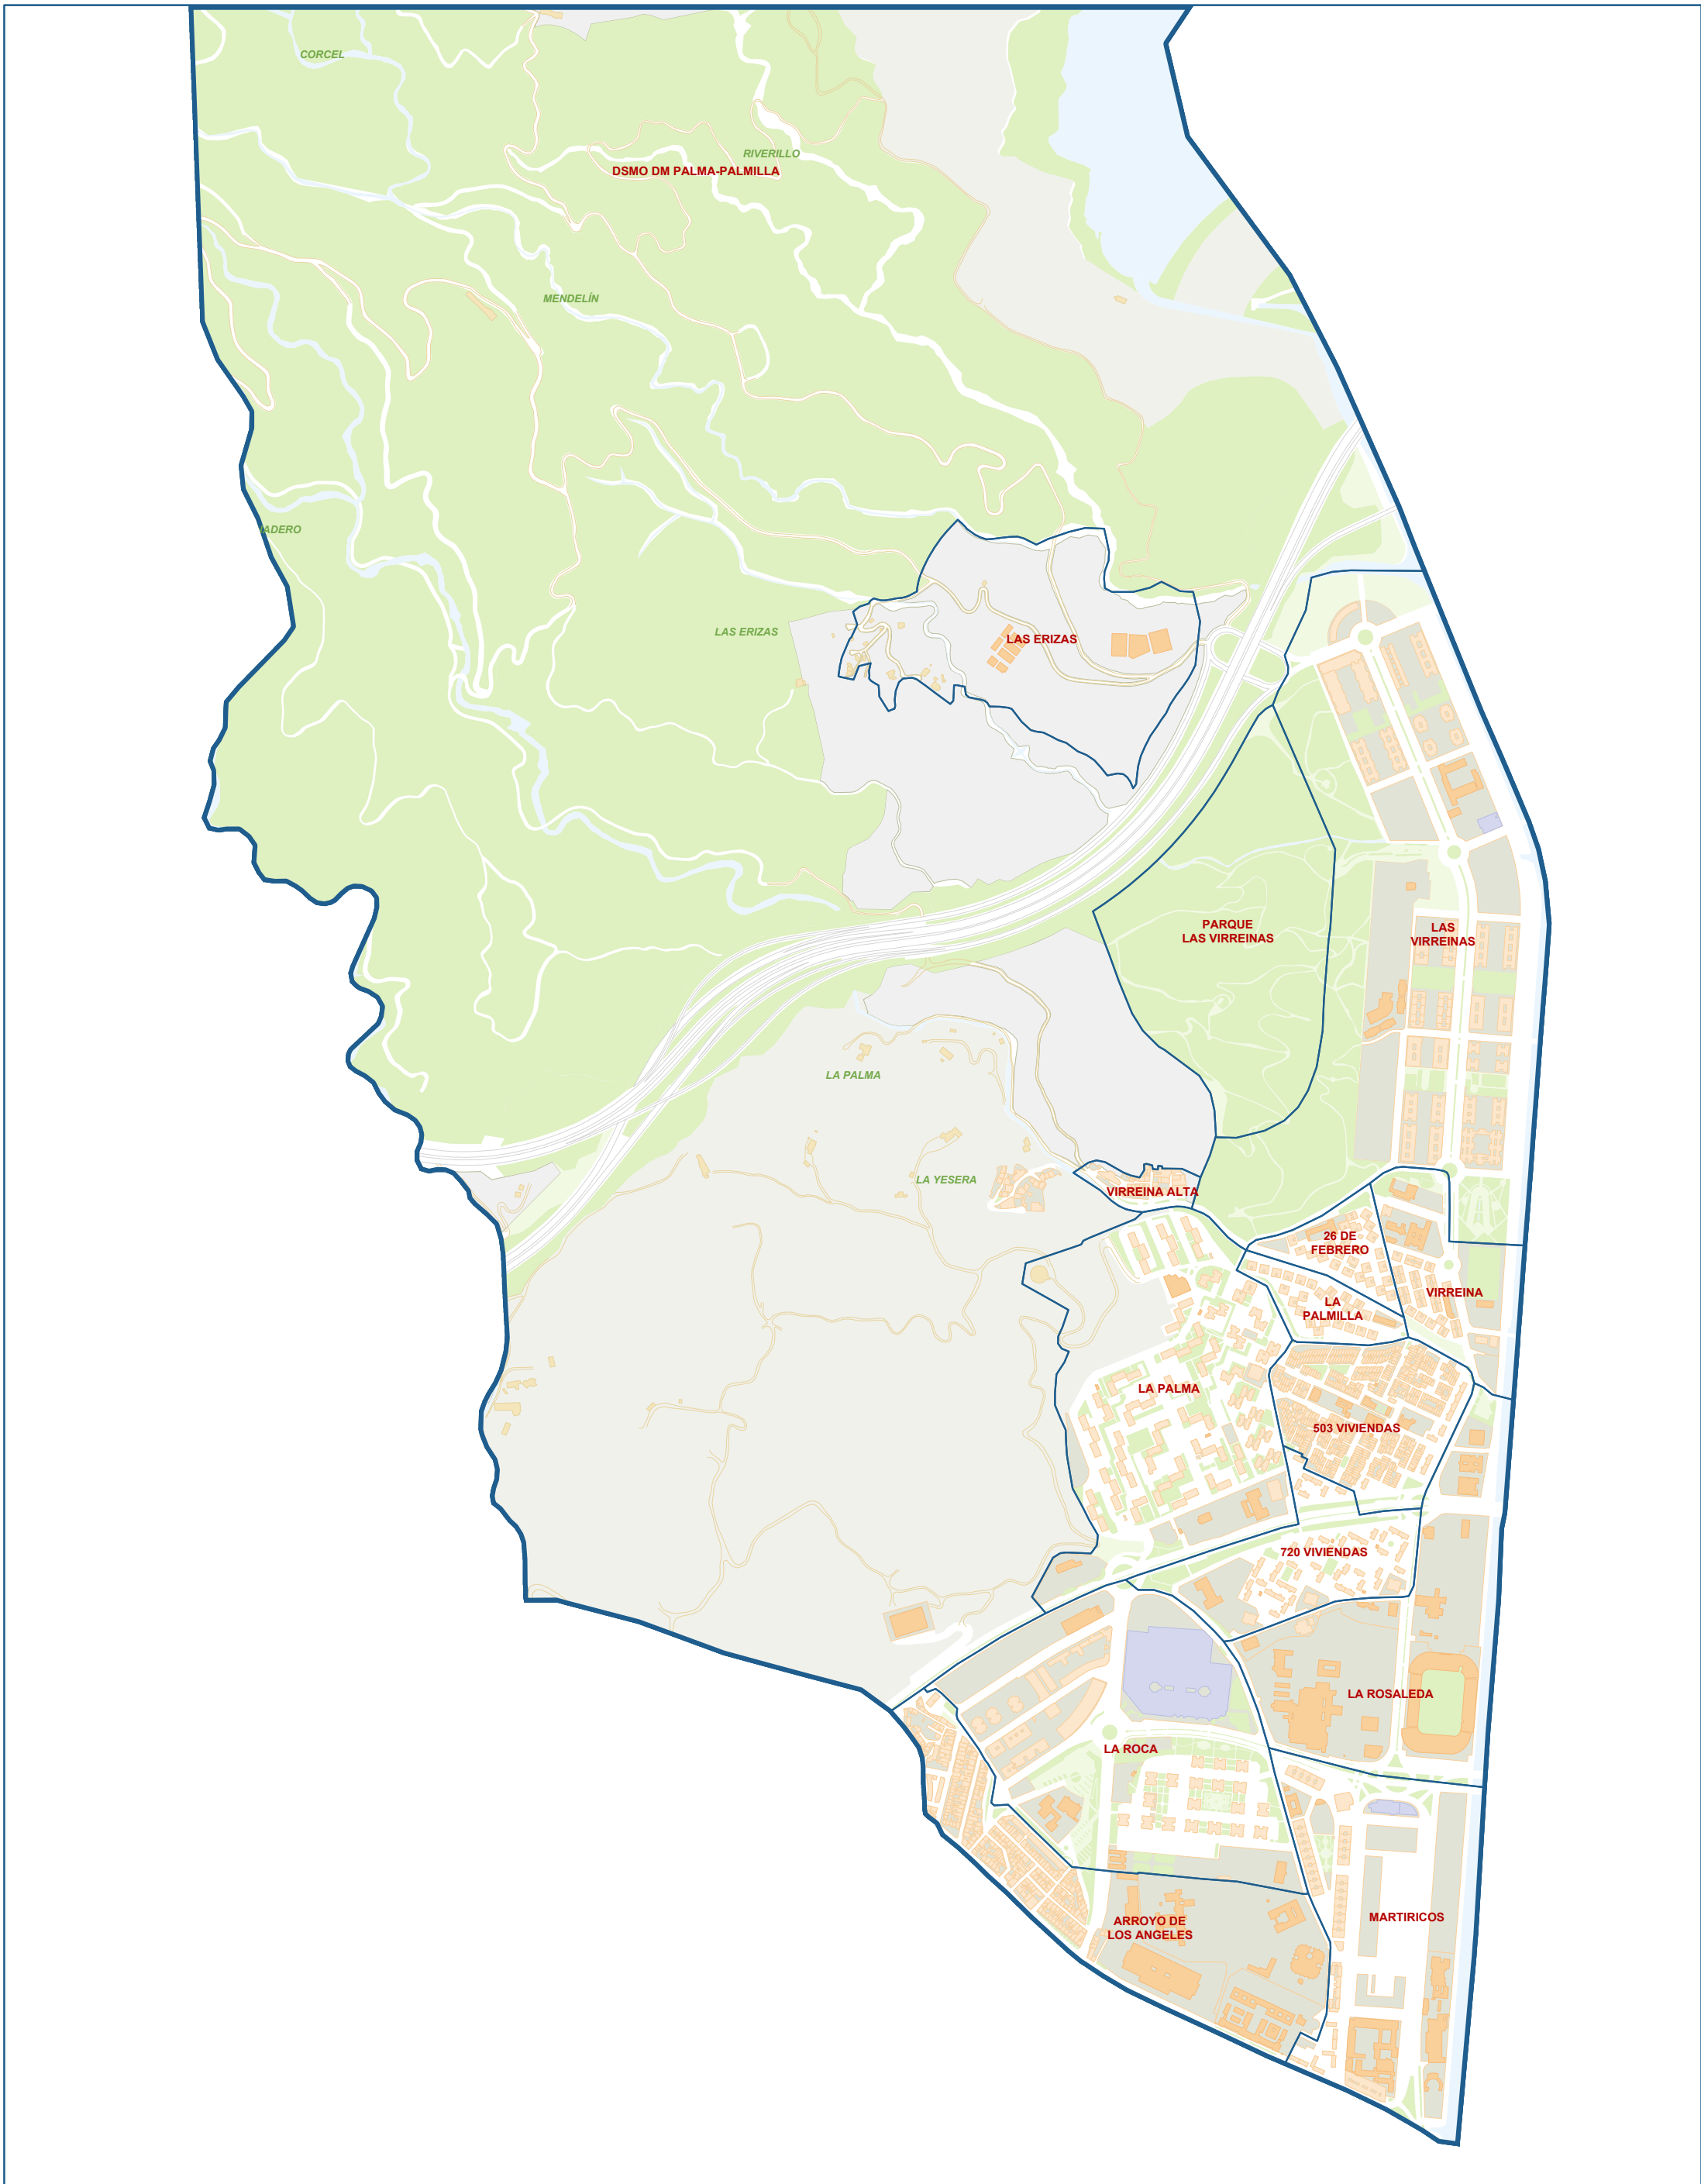 CORCEL
RIVERILLO
DSMO DM PALMA-PALMILLA
MENDELÍN
ADERO
LAS ERIZAS
LAS ERIZAS
PARQUE
LAS VIRREINAS
LAS
VIRREINAS
LA PALMA
LA YESERA
VIRREINA ALTA
26 DE
FEBRERO
VIRREINA
LA
PALMILLA
LA PALMA
503 VIVIENDAS
720 VIVIENDAS
LA ROSALEDA
LA ROCA
MARTIRICOS
ARROYO DE
LOS ANGELES